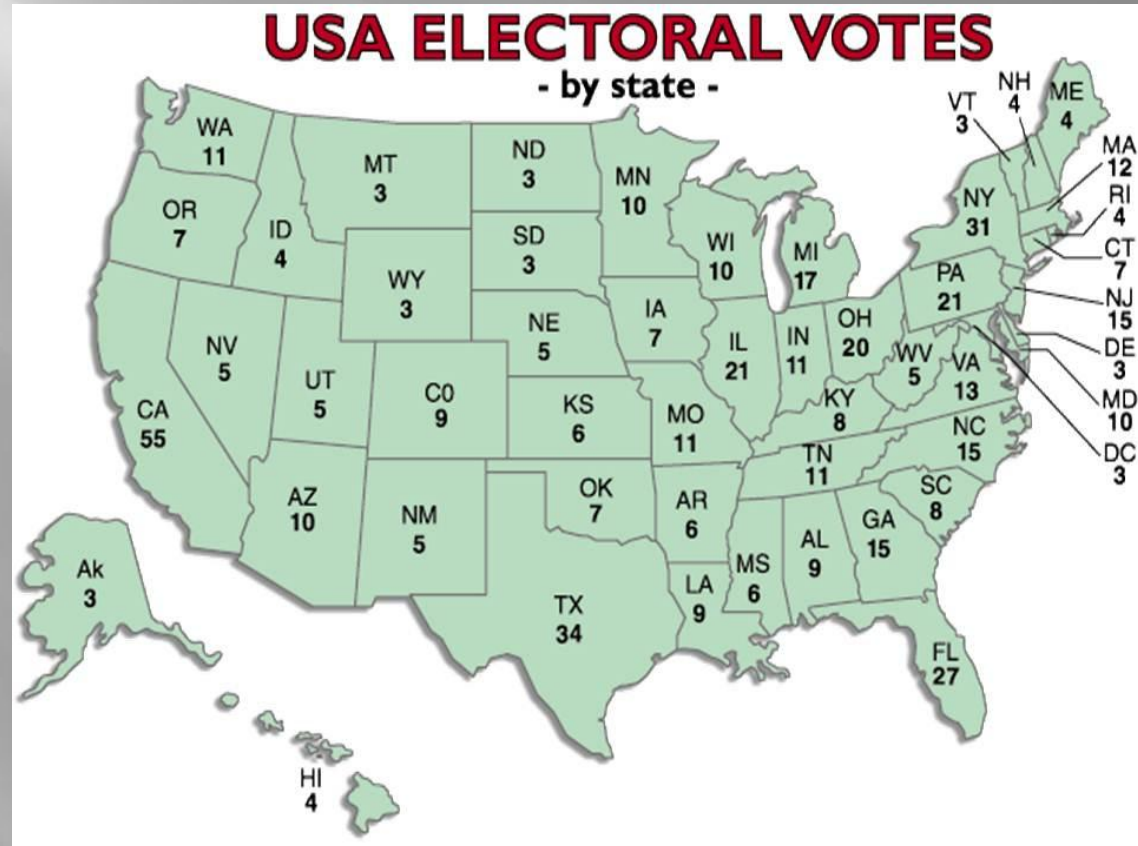 USA ELECTORAL VOTES
- by state -
WA
11
OR
7
CA
55
ID
4
NV
5
MT
3
WY
3
UT
5
AZ
10
C0
9
NM
5
ND
3
SD
3
NE
5
KS
6
OK
7
TX
34
MN
10
IA
7
MO
11
AR
6
LA
9
WI
10
IL
21
MI
17
IN
11
OH
20
KY
8
TN
11
MS
6
AL
9
GA
15
FL
27
SC
8
NC
15
VA
13
WV
5
PA
21
NY
31
VT
3
NH
4
ME
4
MA
12
RI
4
CT
7
NJ
15
DE
3
MD
10
DC
3
Ak
3
HI
4